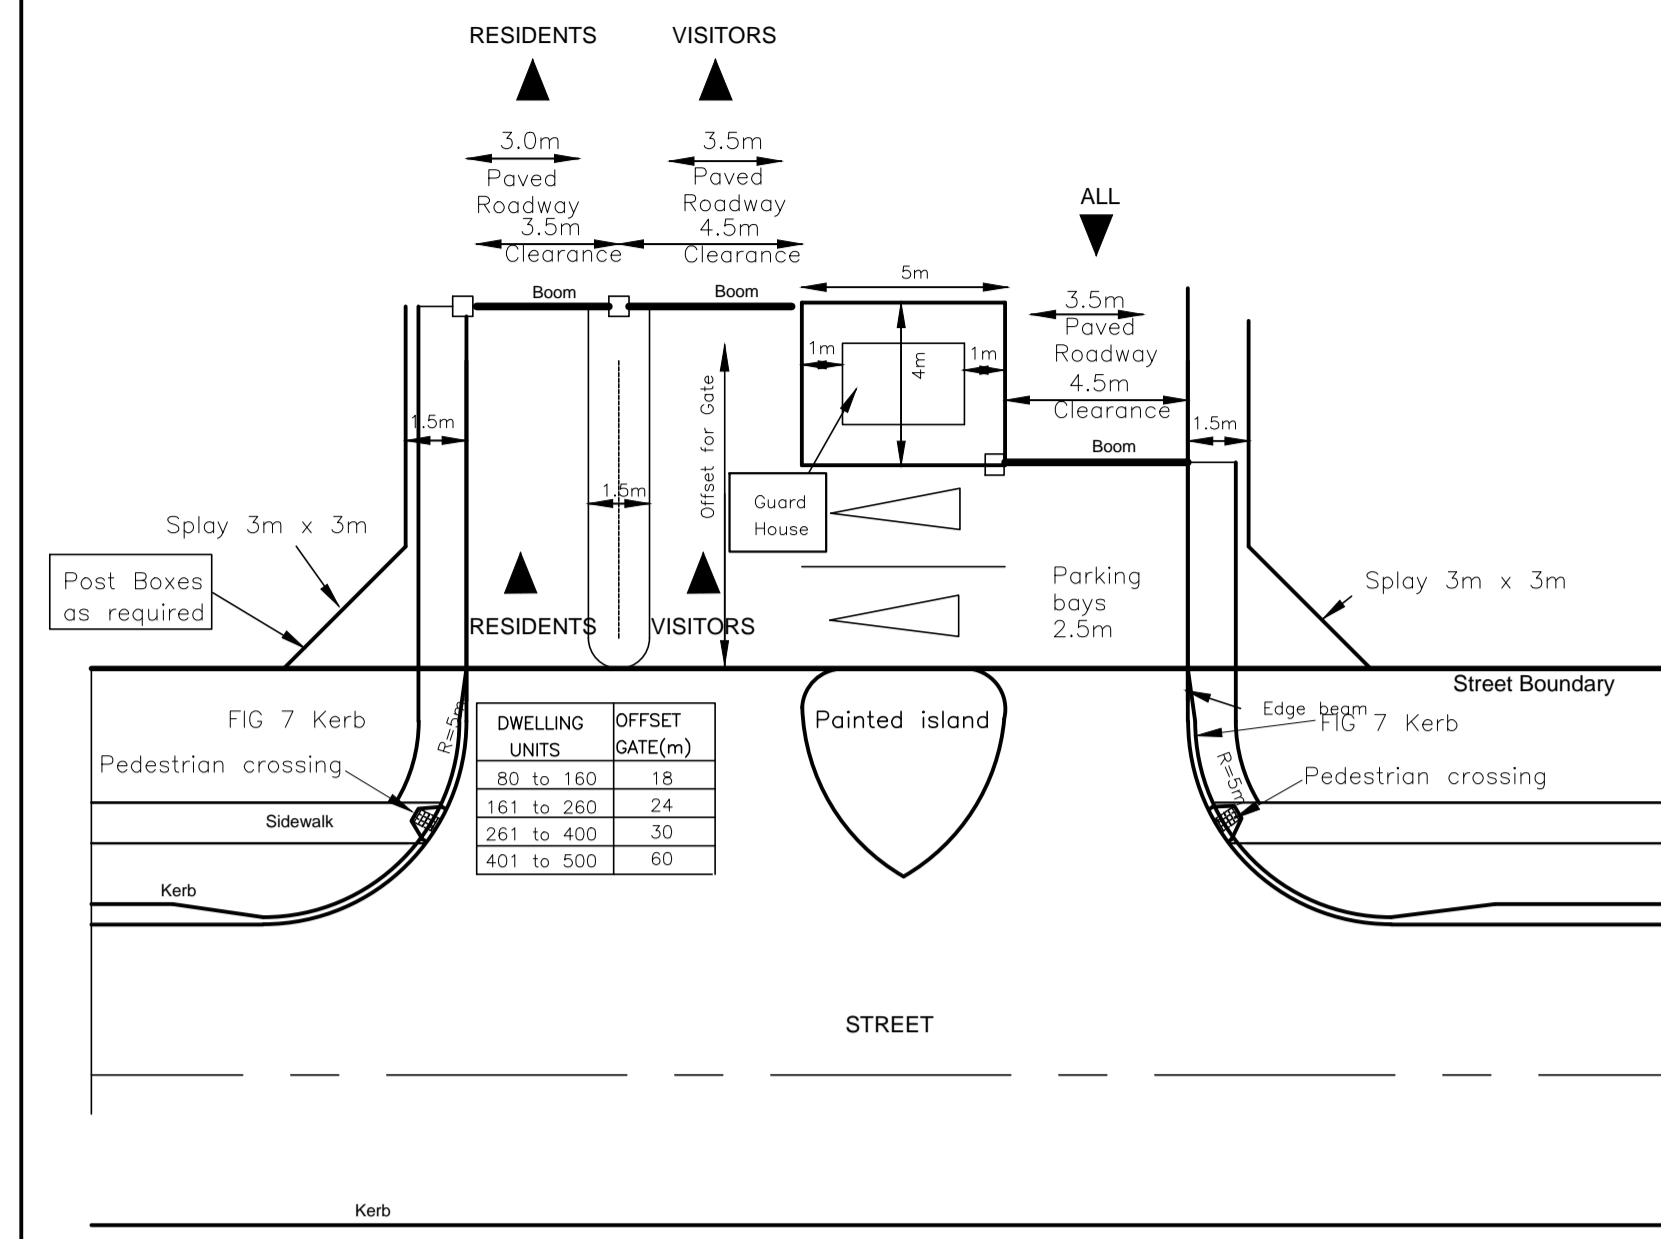 RESIDENTS VISITORS
3.0m 3.5m
Paved Paved
Roadway Roadway
ALL
3.5m 4.5m
Clearance Clearance
5m
Boom Boom
3.5m
Paved
Roadway
1m 4m 1m
4.5m
Clearance
Offset for Gate
1.5m 1.5m
Boom
1.5m
Guard
House
Splay 3m x 3m
Post Boxes
as required
Parking
bays
2.5m
Splay 3m x 3m
RESIDENTS VISITORS
Street Boundary
FIG 7 Kerb
R=5m
DWELLING UNITS OFFSET GATE(m)
80 to 160 18
161 to 260 24
261 to 400 30
401 to 500 60
Painted island
Edge beam
FIG 7 Kerb
R=5m
Pedestrian crossing
Pedestrian crossing
Sidewalk
Kerb
STREET
Kerb